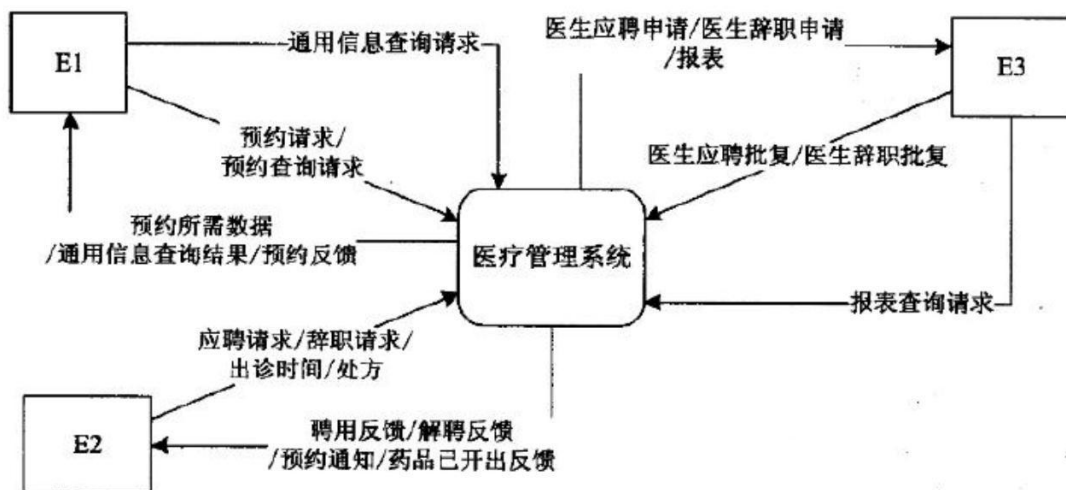 E1
通用信息查询请求
医生应聘申请/医生辞职申请
/报表
E3
预约请求/
预约查询请求
医生应聘批复/医生辞职批复
预约所需数据
/通用信息查询结果/预约反馈
医疗管理系统
报表查询请求
应聘请求/辞职请求/
出诊时间/处方
E2
聘用反馈/解聘反馈
/预约通知/药品已开出反馈